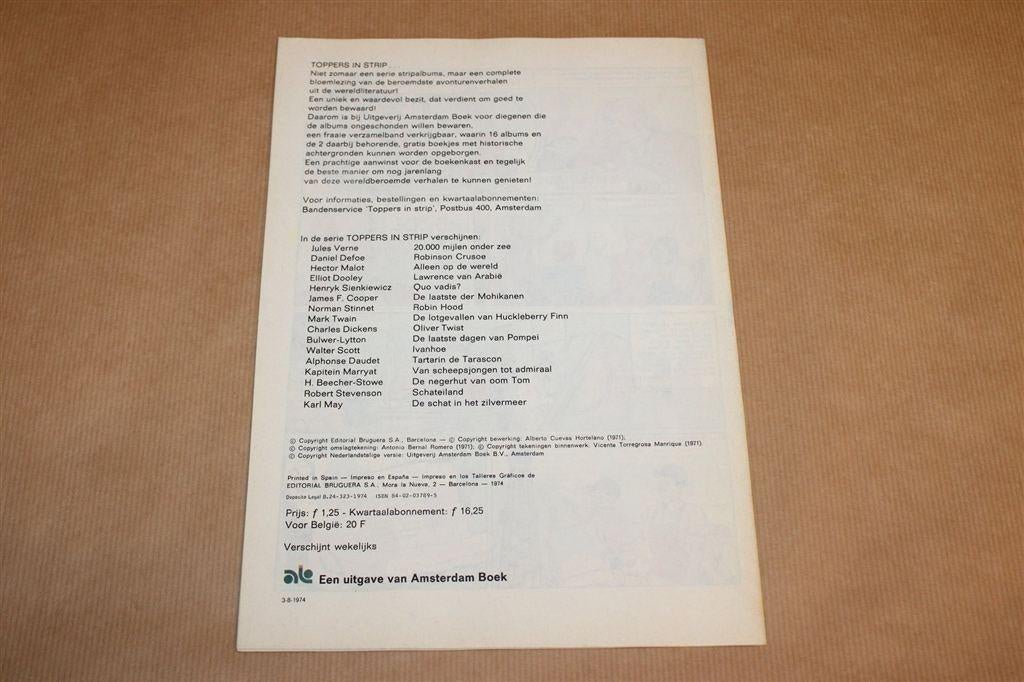 TOPPERS IN STRIP...
Niet zomaar een serie stripalbums, maar een complete
bloemlezing van de beroemdste avonturenverhalen
uit de wereldliteratuur!
Een uniek en waardevol bezit, dat verdient om goed te
worden bewaard!
Daarom is bij Uitgeverij Amsterdam Boek voor diegenen die
de albums ongeschonden willen bewaren,
een fraaie verzamelband verkrijgbaar, waarin 16 albums en
de 2 daarbij behorende, gratis boekjes met historische
achtergronden kunnen worden opgeborgen.
Een prachtige aanwinst voor de boekenkast en tegelijk
de beste manier om nog jarenlang
van deze wereldberoemde verhalen te kunnen genieten!
Voor informaties, bestellingen en kwartaalabonnementen:
Bandenservice 'Toppers in strip', Postbus 400, Amsterdam
In de serie TOPPERS IN STRIP verschijnen:
Jules Verne 20.000 mijlen onder zee
Daniel Defoe Robinson Crusoe
Hector Malot Alleen op de wereld
Elliot Dooley Lawrence van Arabië
Henryk Sienkiewicz Quo vadis?
James F. Cooper De laatste der Mohikanen
Norman Stinnet Robin Hood
Mark Twain De lotgevallen van Huckleberry Finn
Charles Dickens Oliver Twist
Bulwer-Lytton De laatste dagen van Pompei
Walter Scott Ivanhoe
Alphonse Daudet Tartarin de Tarascon
Kapitein Marryat Van scheepsjongen tot admiraal
H. Beecher-Stowe De negerhut van oom Tom
Robert Stevenson Schateiland
Karl May De schat in het zilvermeer
© Copyright Editorial Bruguera S.A., Barcelona — © Copyright bewerking: Alberto Cuevas Hortelano (1971);
© Copyright omslagtekening: Antonio Bernal Romero (1971); © Copyright tekeningen binnenwerk: Vicente Torregrosa Manrique (1971)
© Copyright Nederlandstalige versie: Uitgeverij Amsterdam Boek B.V., Amsterdam
Printed in Spain — Impreso en España — Impreso en los Talleres Gráficos de
EDITORIAL BRUGUERA S.A., Mora la Nueva, 2 — Barcelona — 1974
Deposito Legal B.24-323-1974 ISBN 84-02-03789-5
Prijs: ƒ 1,25 - Kwartaalabonnement: ƒ 16,25
Voor België: 20 F
Verschijnt wekelijks
Een uitgave van Amsterdam Boek
3-8-1974